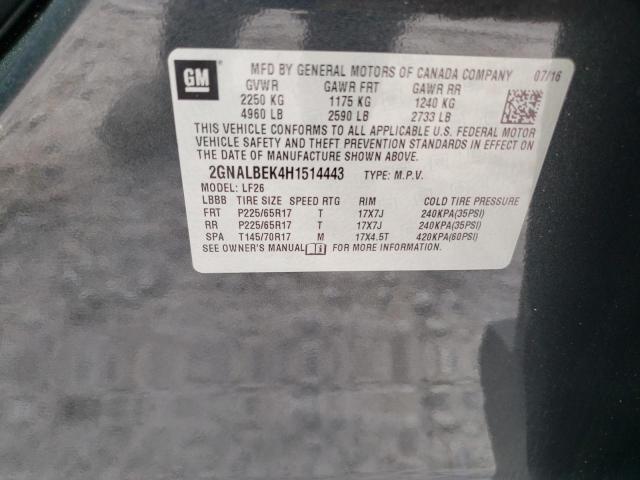 GM
MFD BY GENERAL MOTORS OF CANADA COMPANY 07/16
GVWR GAWR FRT GAWR RR
2250 KG 1175 KG 1240 KG
4960 LB 2590 LB 2733 LB
THIS VEHICLE CONFORMS TO ALL APPLICABLE U.S. FEDERAL MOTOR
VEHICLE SAFETY AND THEFT PREVENTION STANDARDS IN EFFECT
ON THE DATE OF MANUFACTURE SHOWN ABOVE.
2GNALBEK4H1514443 TYPE: M.P.V.
MODEL: LF26
LBBB TIRE SIZE SPEED RTG RIM COLD TIRE PRESSURE
FRT P225/65R17 T 17X7J 240KPA(35PSI)
RR P225/65R17 T 17X7J 240KPA(35PSI)
SPA T145/70R17 M 17X4.5T 420KPA(60PSI)
SEE OWNER'S MANUAL FOR MORE INFORMATION.